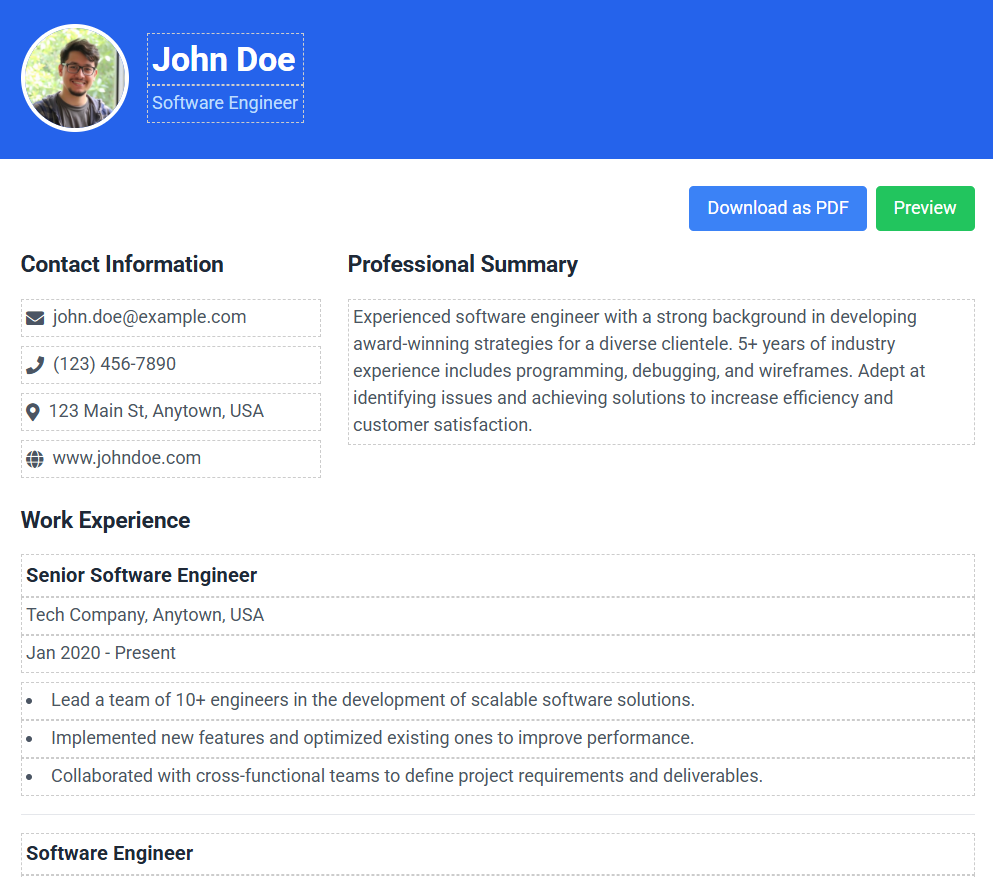 John Doe
Software Engineer
Download as PDF
Preview
Contact Information
john.doe@example.com
(123) 456-7890
123 Main St, Anytown, USA
www.johndoe.com
Professional Summary
Experienced software engineer with a strong background in developing
award-winning strategies for a diverse clientele. 5+ years of industry
experience includes programming, debugging, and wireframes. Adept at
identifying issues and achieving solutions to increase efficiency and
customer satisfaction.
Work Experience
Senior Software Engineer
Tech Company, Anytown, USA
Jan 2020 - Present
• Lead a team of 10+ engineers in the development of scalable software solutions.
• Implemented new features and optimized existing ones to improve performance.
• Collaborated with cross-functional teams to define project requirements and deliverables.
Software Engineer